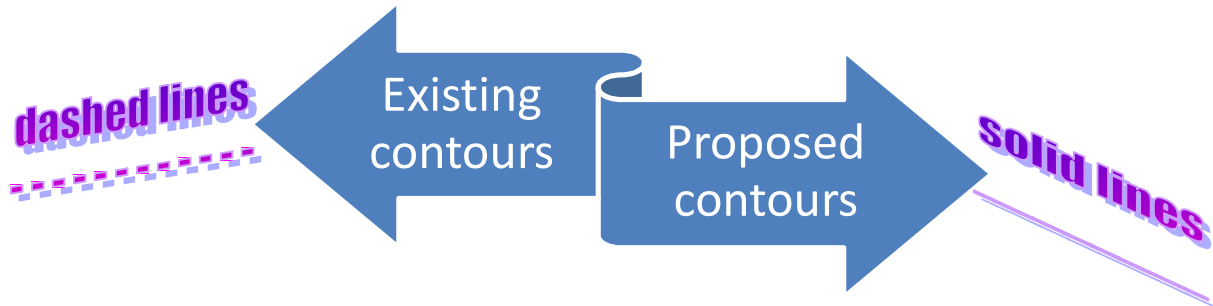 dashed lines
Existing
contours
Proposed
contours
solid lines